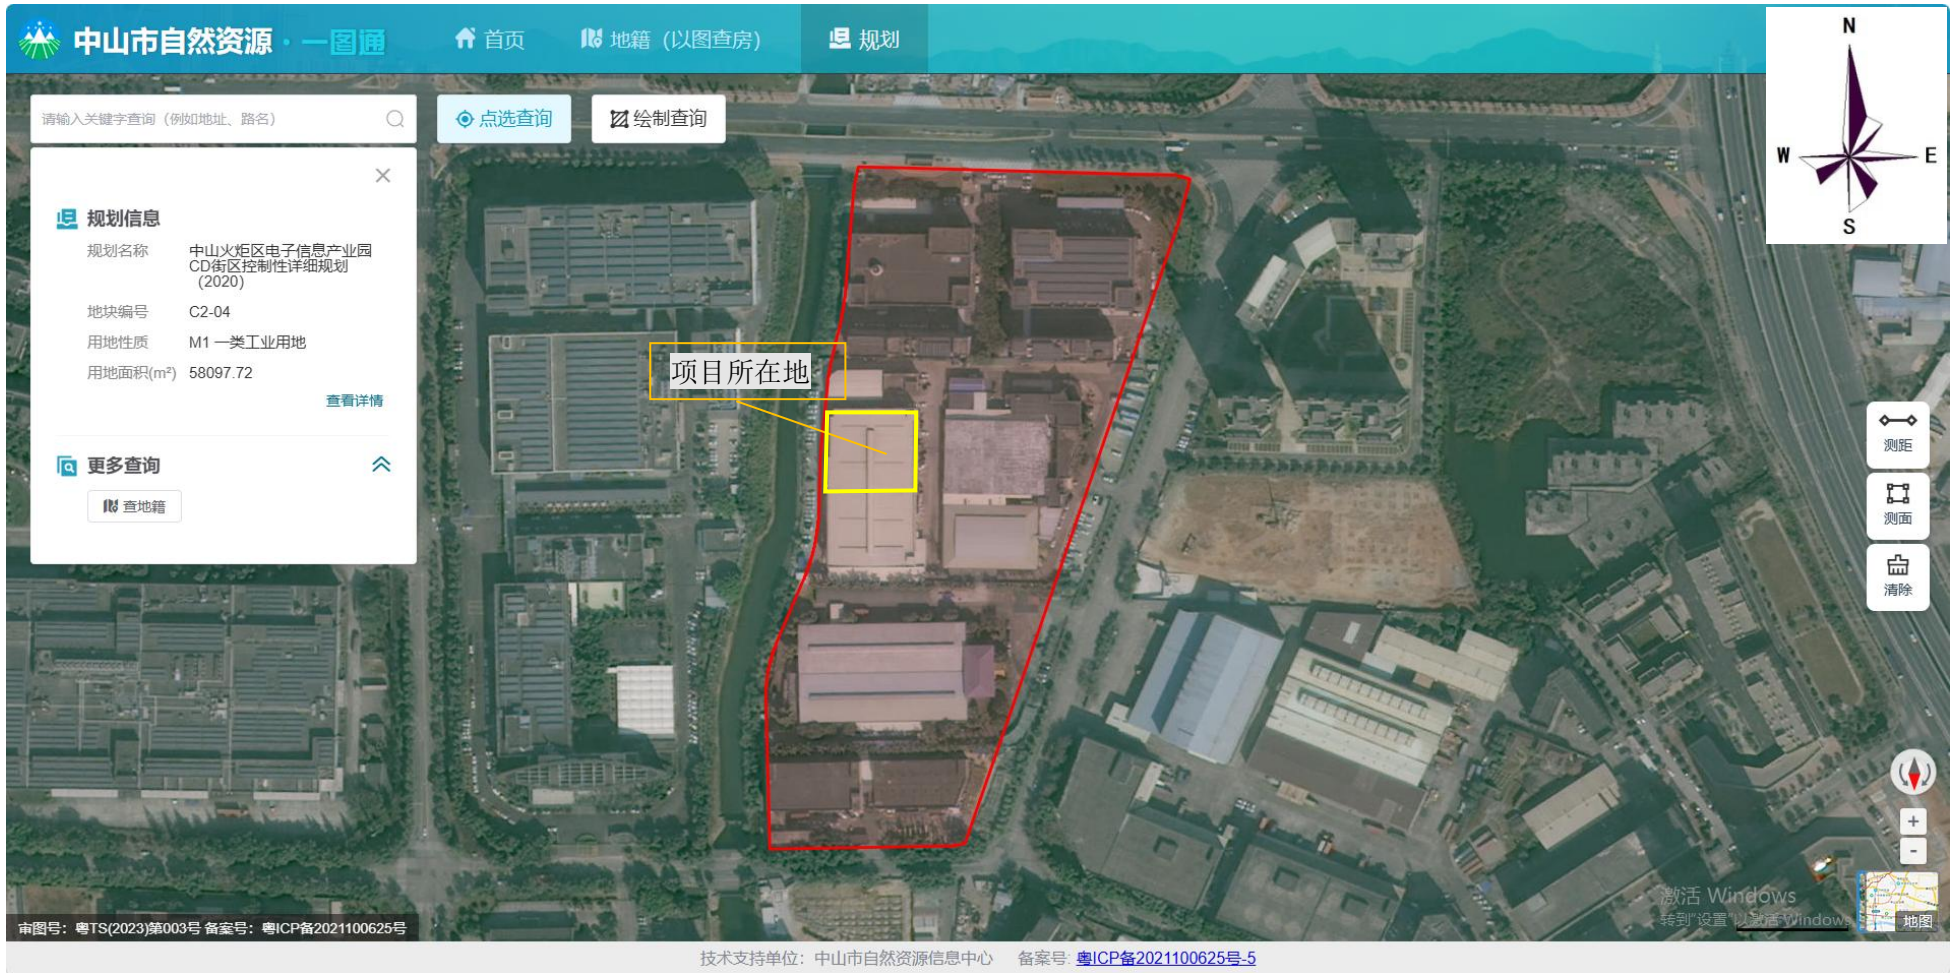 中山市自然资源 · 一图通
首页
地籍（以图查房）
规划
N
W
E
S
请输入关键字查询（例如地址、路名）
点选查询
绘制查询
规划信息
规划名称
中山火炬区电子信息产业园
CD街区控制性详细规划
（2020）
地块编号
C2-04
用地性质
M1 一类工业用地
用地面积(m²)
58097.72
查看详情
更多查询
查地籍
项目所在地
测距
测面
清除
+
-
激活 Windows
转到“设置”以激活 Windows
地图
审图号：粤TS(2023)第003号 备案号：粤ICP备2021100625号
技术支持单位：中山市自然资源信息中心 备案号: 粤ICP备2021100625号-5